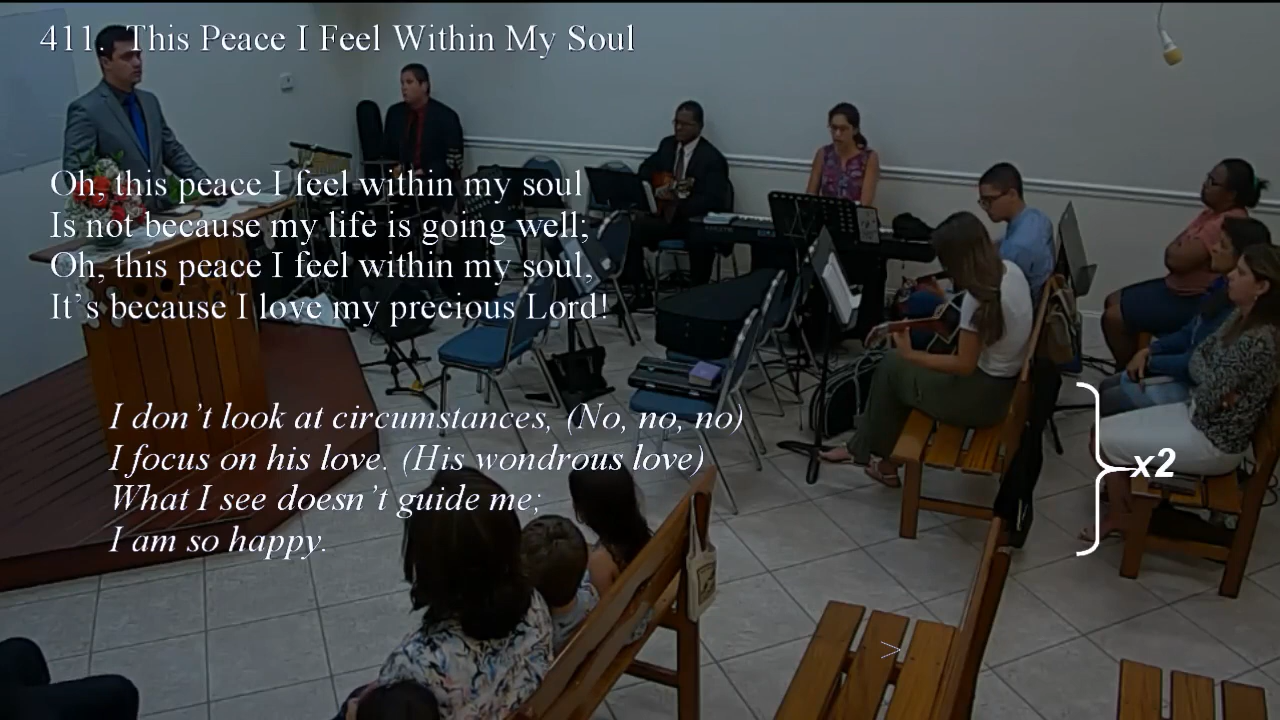 411.  This Peace I Feel Within My Soul
Oh, this peace I feel within my soul
Is not because my life is going well;
Oh, this peace I feel within my soul,
It’s because I love my precious Lord!
I don’t look at circumstances, (No, no, no)
I focus on his love. (His wondrous love)
What I see doesn’t guide me;
I am so happy.
x2
>